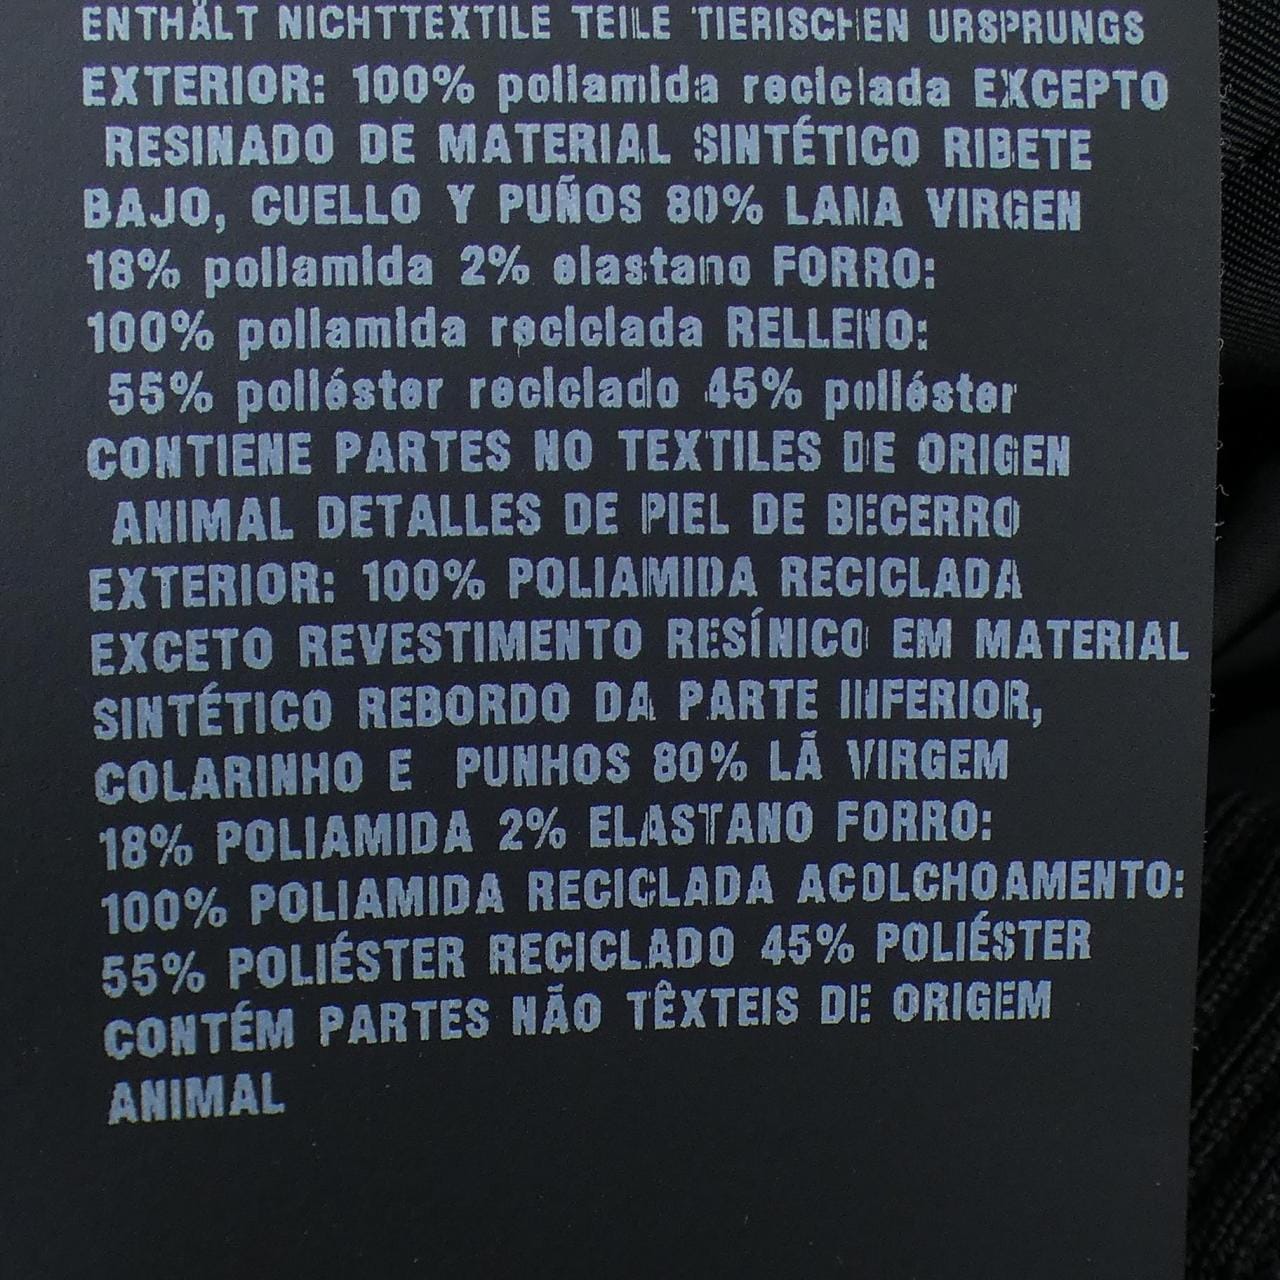 ENTHÄLT NICHTTEXTILE TEILE TIERISCHEN URSPRUNGS
EXTERIOR: 100% poliamida reciclada EXCEPTO
RESINADO DE MATERIAL SINTÉTICO RIBETE
BAJO, CUELLO Y PUÑOS 80% LANA VIRGEN
18% poliamida 2% elastano FORRO:
100% poliamida reciclada RELLENO:
55% poliéster reciclado 45% poliéster
CONTIENE PARTES NO TEXTILES DE ORIGEN
ANIMAL DETALLES DE PIEL DE BECERRO
EXTERIOR: 100% POLIAMIDA RECICLADA
EXCETO REVESTIMENTO RESÍNICO EM MATERIAL
SINTÉTICO REBORDO DA PARTE INFERIOR,
COLARINHO E PUNHOS 80% LÃ VIRGEM
18% POLIAMIDA 2% ELASTANO FORRO:
100% POLIAMIDA RECICLADA ACOLCHOAMENTO:
55% POLIÉSTER RECICLADO 45% POLIÉSTER
CONTÉM PARTES NÃO TÊXTEIS DE ORIGEM
ANIMAL